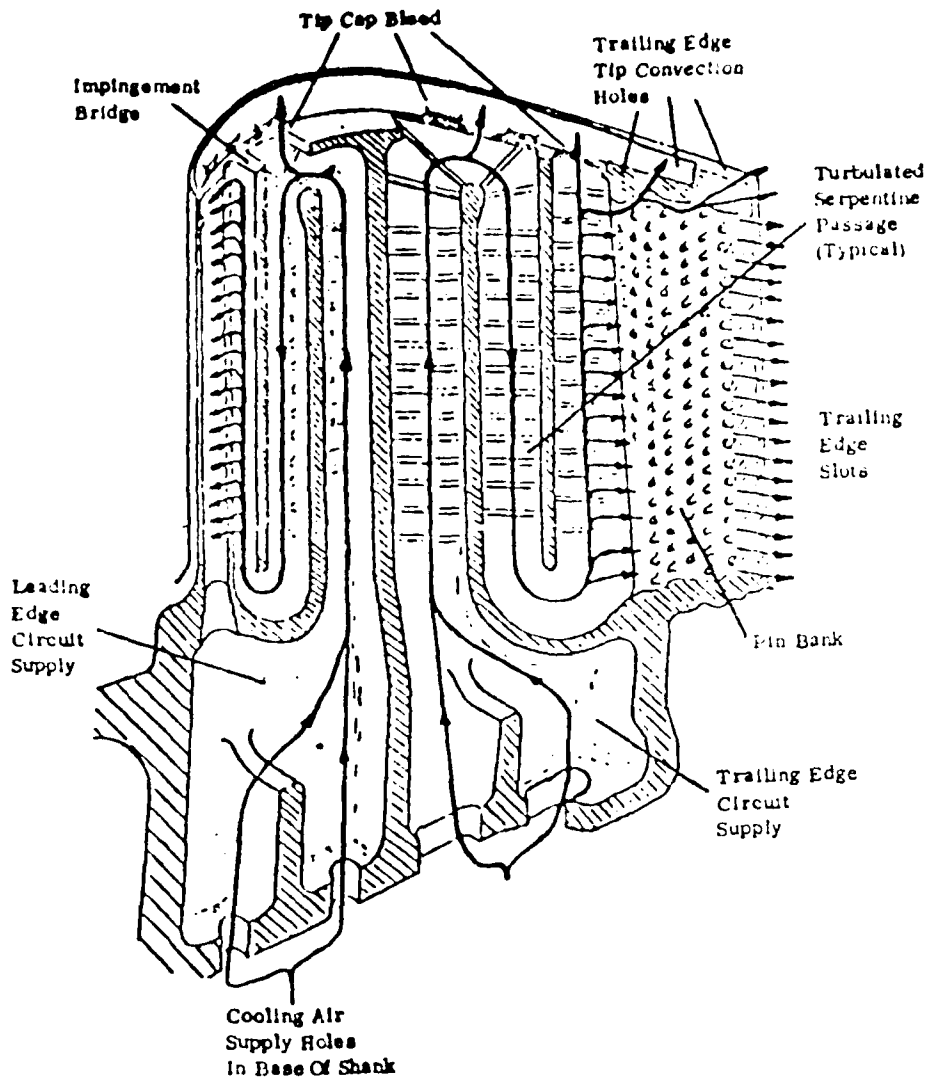 Tip Cap Bleed
Trailing Edge
Tip Convection
Holes
Impingement
Bridge
Turbulated
Serpentine
Passage
(Typical)
Trailing
Edge
Slots
Leading
Edge
Circuit
Supply
Pin Bank
Trailing Edge
Circuit
Supply
Cooling Air
Supply Holes
In Base Of Shank